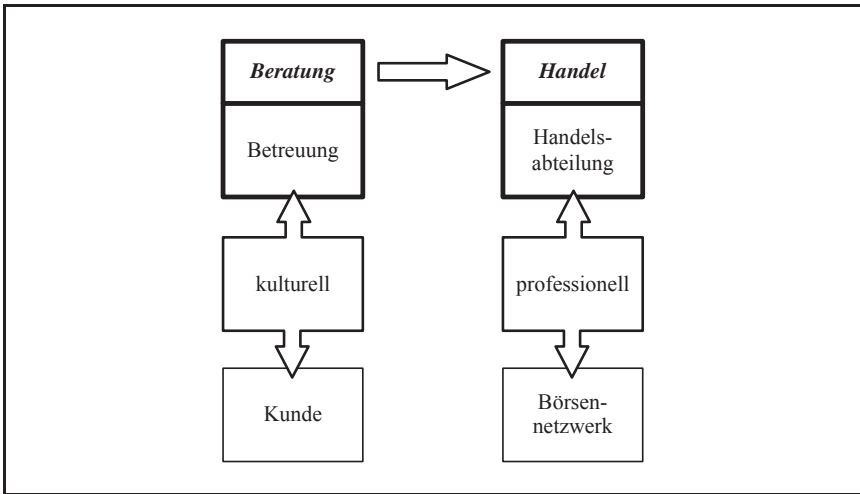 Beratung
Handel
Betreuung
Handels-
abteilung
kulturell
professionell
Kunde
Börsen-
netzwerk